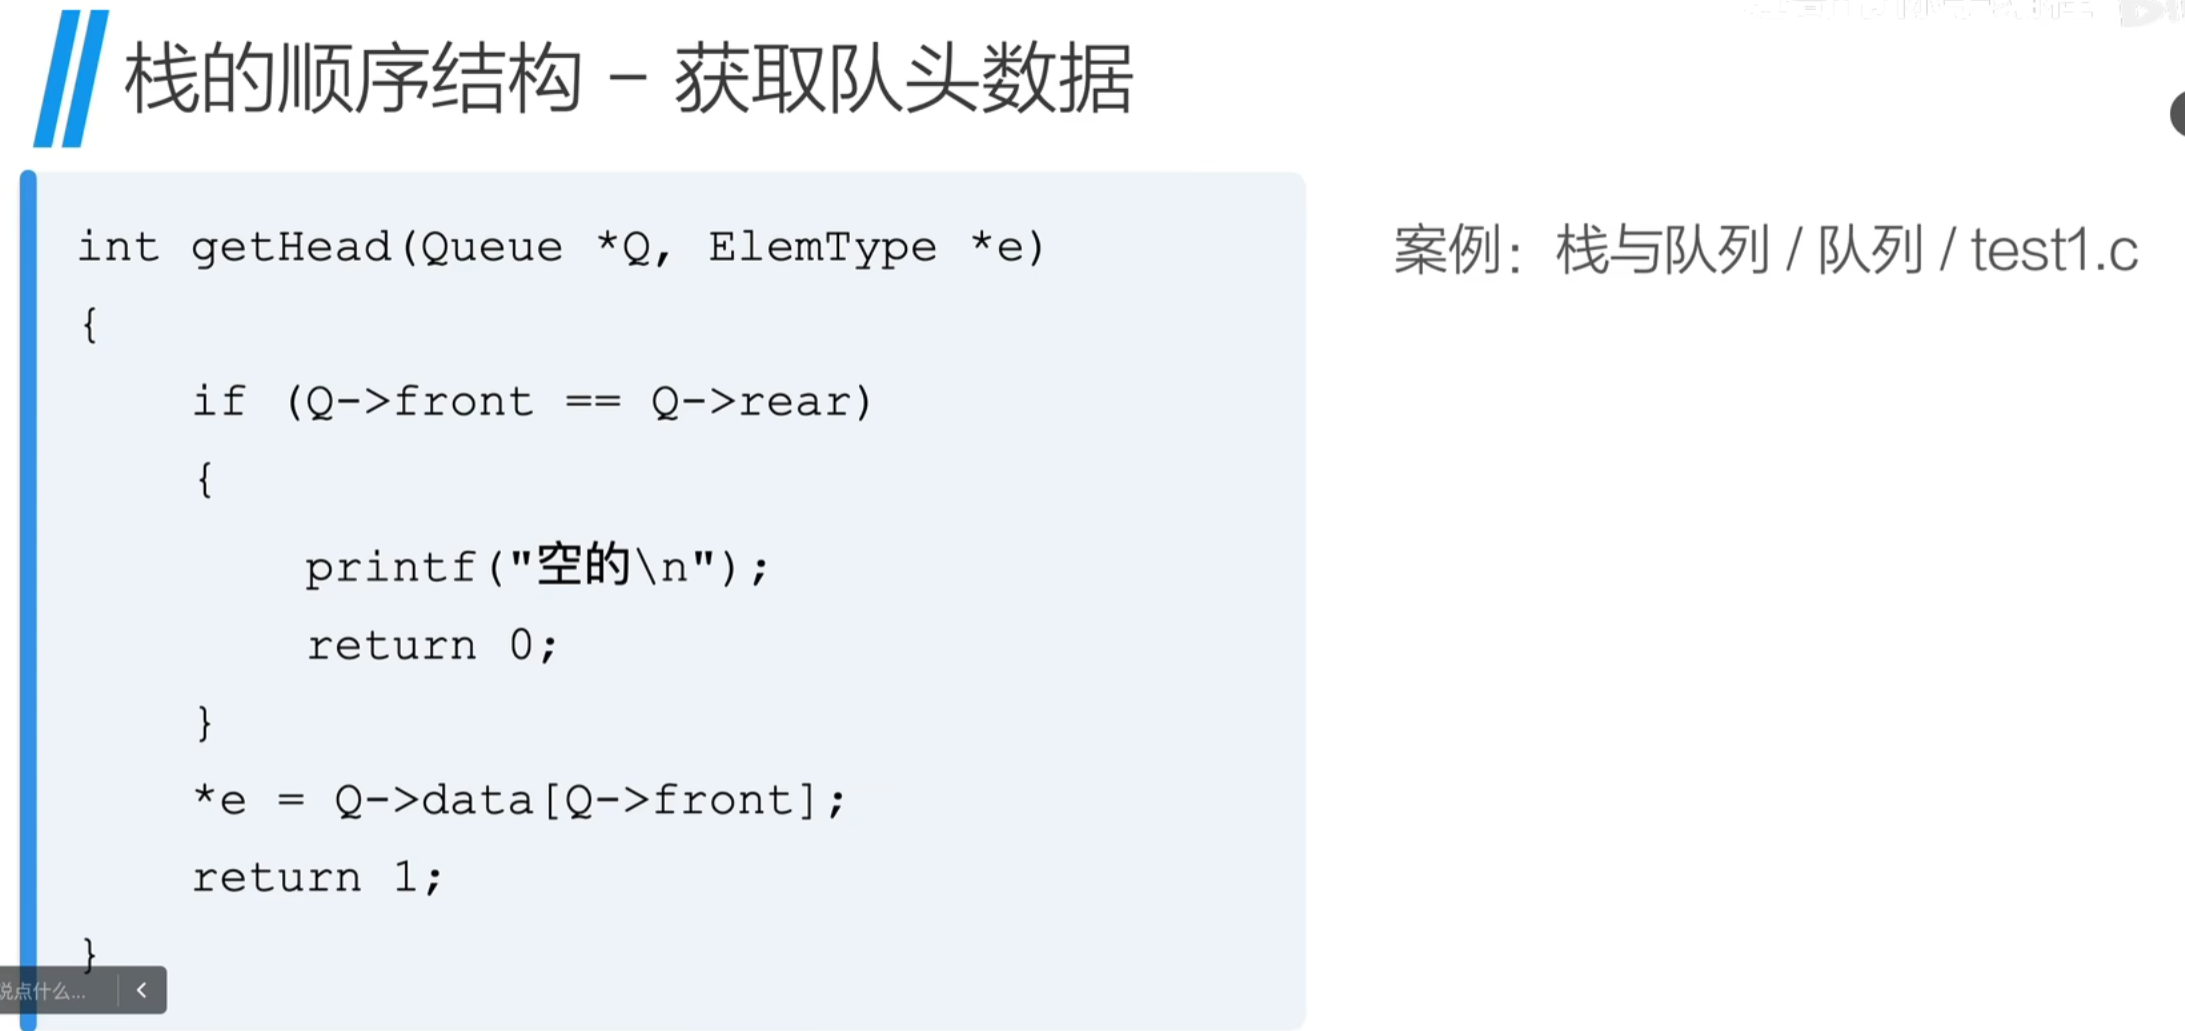 栈的顺序结构 - 获取队头数据
int getHead(Queue *Q, ElemType *e)
{
if (Q->front == Q->rear)
{
printf("空的\n");
return 0;
}
*e = Q->data[Q->front];
return 1;
}
案例：栈与队列 / 队列 / test1.c
说点什么...